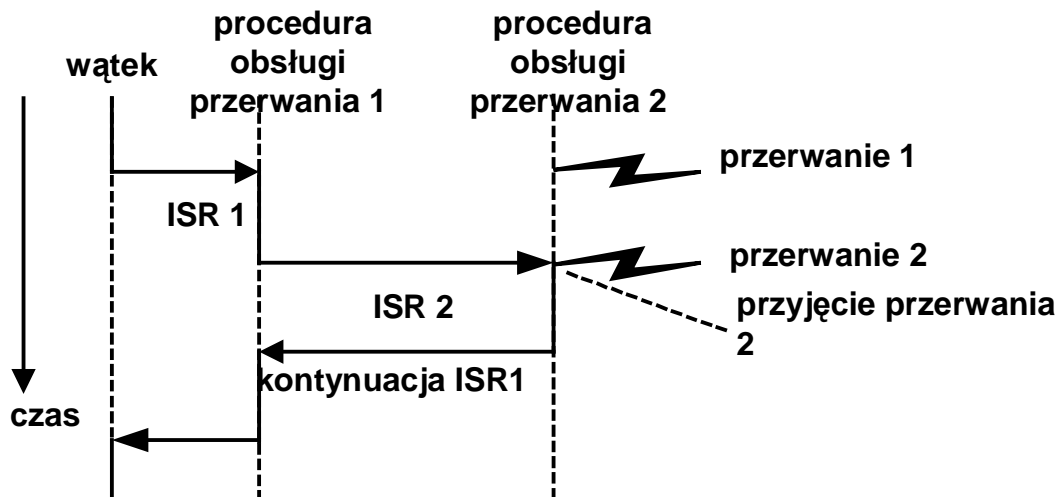 wątek
procedura
obsługi
przerwania 1
procedura
obsługi
przerwania 2
przerwanie 1
ISR 1
przerwanie 2
ISR 2
przyjęcie przerwania
2
kontynuacja ISR1
czas